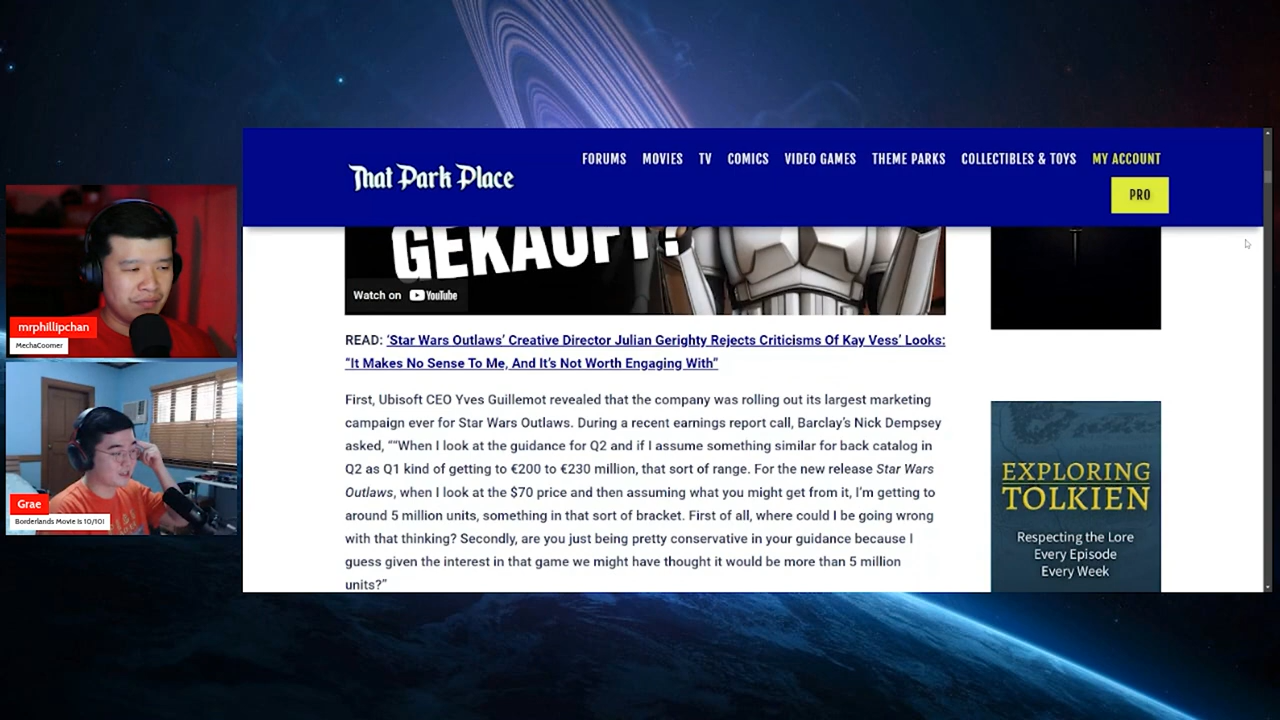 That Park Place
FORUMS MOVIES TV COMICS VIDEO GAMES THEME PARKS COLLECTIBLES & TOYS MY ACCOUNT
PRO
GEKAUFT?
Watch on YouTube
READ: ‘Star Wars Outlaws’ Creative Director Julian Gerighty Rejects Criticisms Of Kay Vess’ Looks:
“It Makes No Sense To Me, And It’s Not Worth Engaging With”
First, Ubisoft CEO Yves Guillemot revealed that the company was rolling out its largest marketing
campaign ever for Star Wars Outlaws. During a recent earnings report call, Barclay’s Nick Dempsey
asked, “"When I look at the guidance for Q2 and if I assume something similar for back catalog in
Q2 as Q1 kind of getting to €200 to €230 million, that sort of range. For the new release Star Wars
Outlaws, when I look at the $70 price and then assuming what you might get from it, I’m getting to
around 5 million units, something in that sort of bracket. First of all, where could I be going wrong
with that thinking? Secondly, are you just being pretty conservative in your guidance because I
guess given the interest in that game we might have thought it would be more than 5 million
units?”
EXPLORING
TOLKIEN
Respecting the Lore
Every Episode
Every Week
mrphillipchan
MechaCoomer
Grae
Borderlands Movie is 10/10!